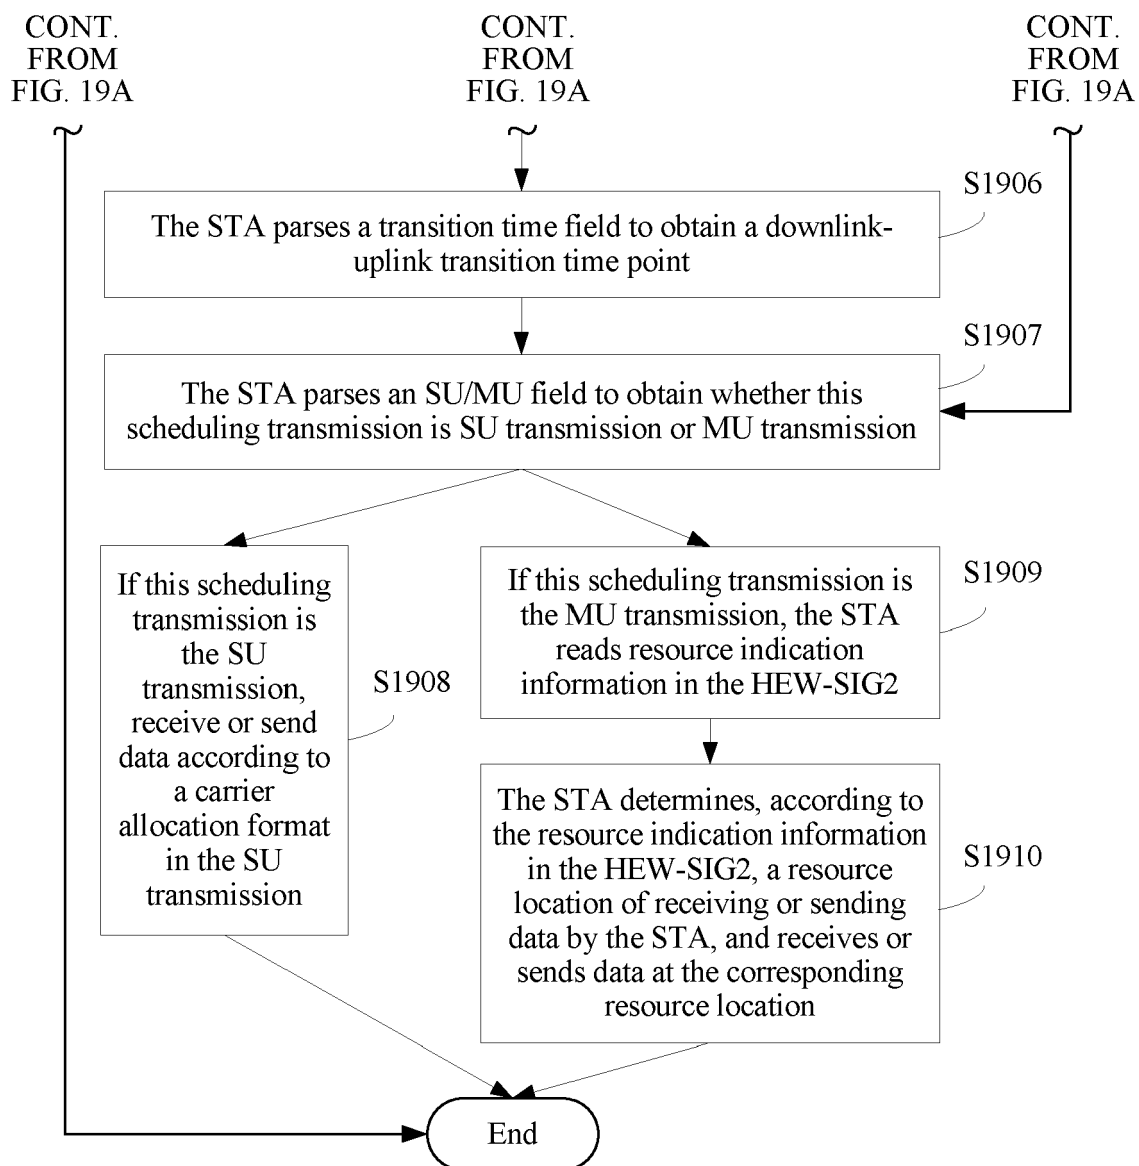 CONT.
FROM
FIG. 19A
CONT.
FROM
FIG. 19A
CONT.
FROM
FIG. 19A
S1906
The STA parses a transition time field to obtain a downlink-
uplink transition time point
S1907
The STA parses an SU/MU field to obtain whether this
scheduling transmission is SU transmission or MU transmission
If this scheduling
transmission is
the SU
transmission,
receive or send
data according to
a carrier
allocation format
in the SU
transmission
S1908
If this scheduling transmission is
the MU transmission, the STA
reads resource indication
information in the HEW-SIG2
S1909
The STA determines, according to
the resource indication information
in the HEW-SIG2, a resource
location of receiving or sending
data by the STA, and receives or
sends data at the corresponding
resource location
S1910
End